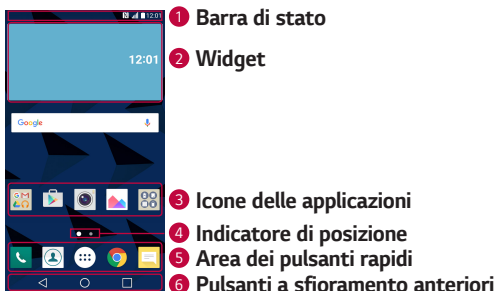 N 12:01
1 Barra di stato
12:01
2 Widget
Google
3 Icone delle applicazioni
4 Indicatore di posizione
5 Area dei pulsanti rapidi
6 Pulsanti a sfioramento anteriori